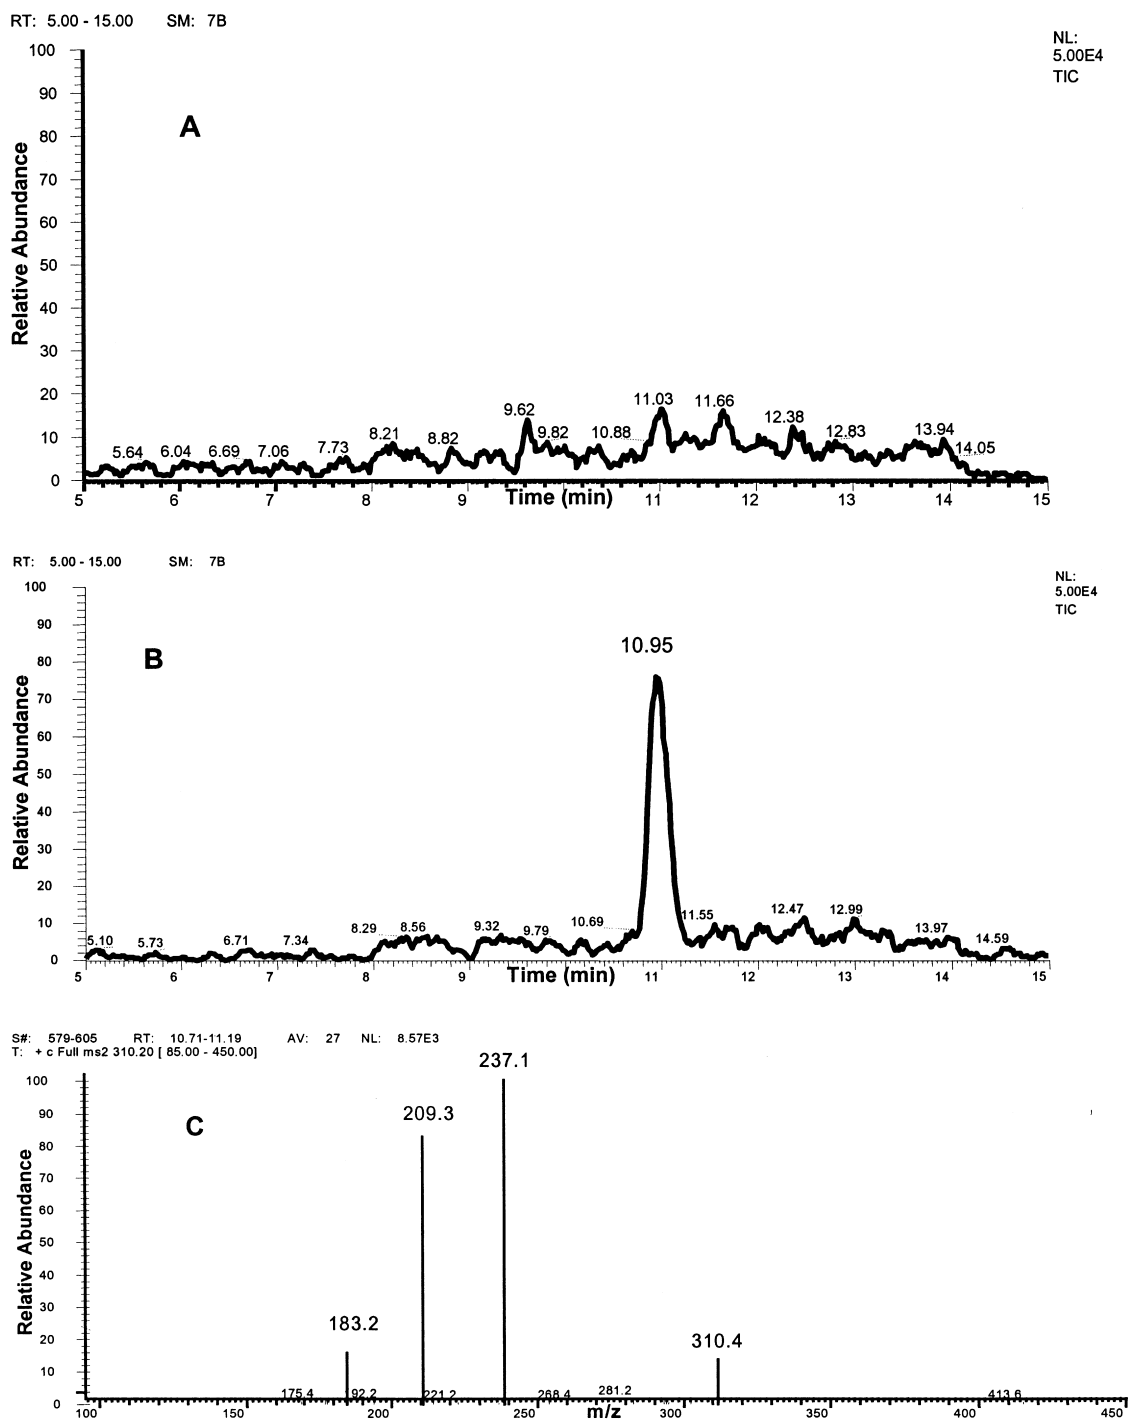 RT: 5.00 - 15.00 SM: 7B
NL:
5.00E4
TIC
A
Relative Abundance
100
90
80
70
60
50
40
30
20
10
0
5.64 6.04 6.69 7.06 7.73 8.21 8.82 9.62 9.82 10.88 11.03 11.66 12.38 12.83 13.94 14.05
5 6 7 8 9 11 12 13 14 15
Time (min)
RT: 5.00 - 15.00 SM: 7B
NL:
5.00E4
TIC
B
Relative Abundance
100
90
80
70
60
50
40
30
20
10
0
10.95
5.10 5.73 6.71 7.34 8.29 8.56 9.32 9.79 10.69 11.55 12.47 12.99 13.97 14.59
5 6 7 8 9 11 12 13 14 15
Time (min)
S#: 579-605 RT: 10.71-11.19 AV: 27 NL: 8.57E3
T: + c Full ms2 310.20 [ 85.00 - 450.00]
C
Relative Abundance
100
90
80
70
60
50
40
30
20
10
0
237.1
209.3
183.2
310.4
175.4 92.2 221.2 268.4 281.2 413.6
100 150 200 250 300 350 400 450
m/z